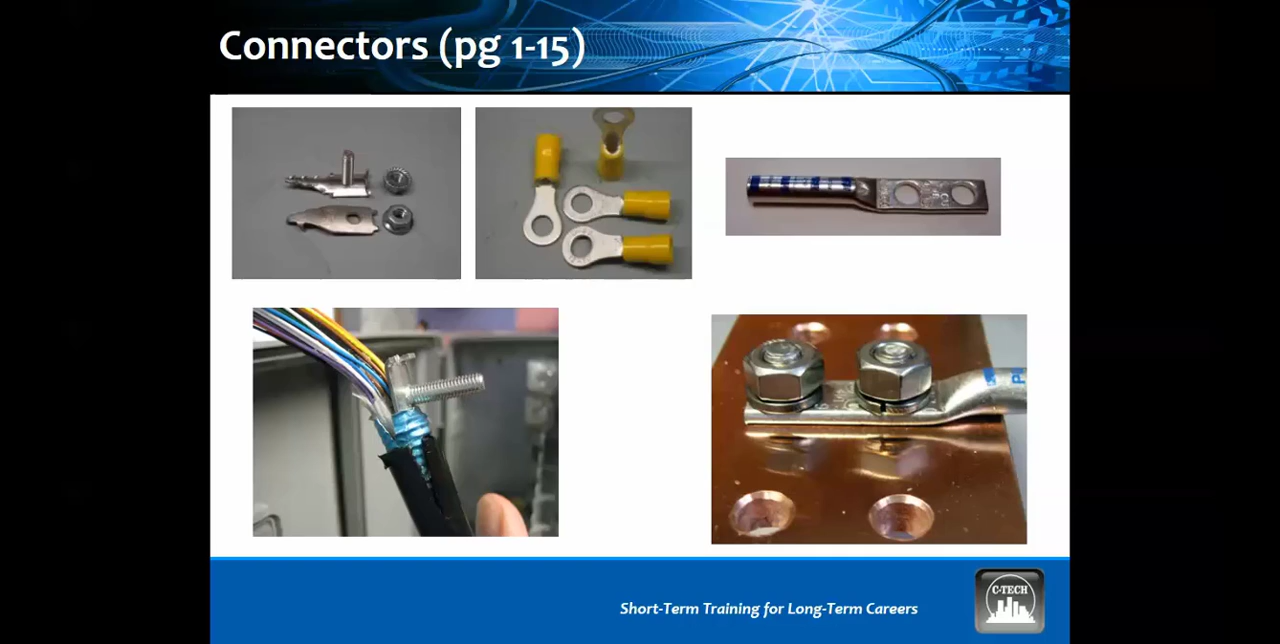 Connectors (pg 1-15)
Short-Term Training for Long-Term Careers
C-TECH